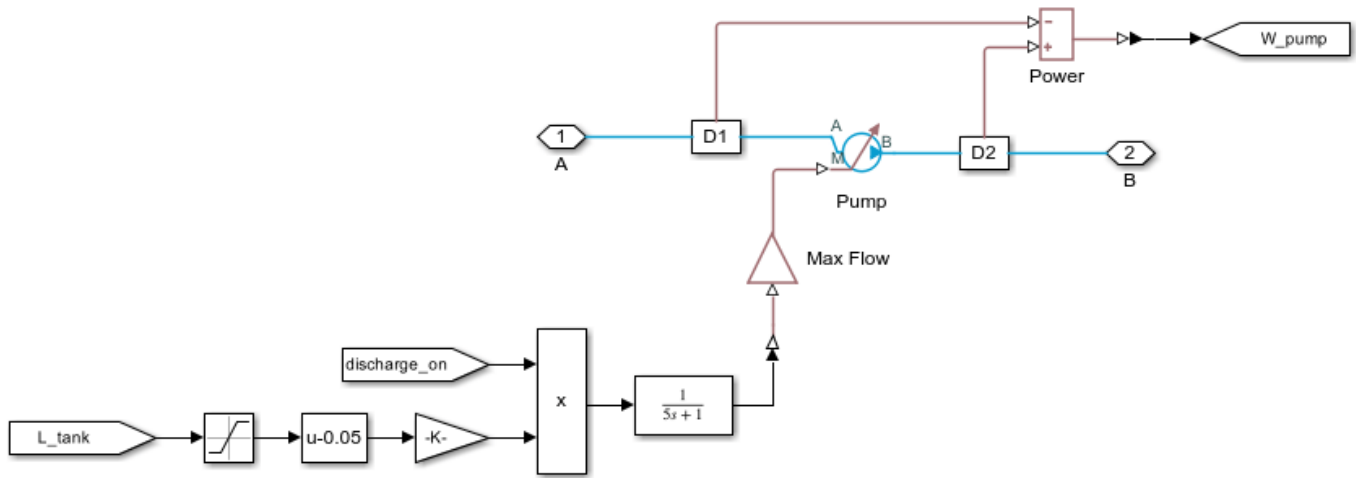 W_pump
Power
A
1
D1
B
M
D2
2
A
B
Pump
Max Flow
discharge_on
x
1
5s + 1
L_tank
u-0.05
-K-
−
+